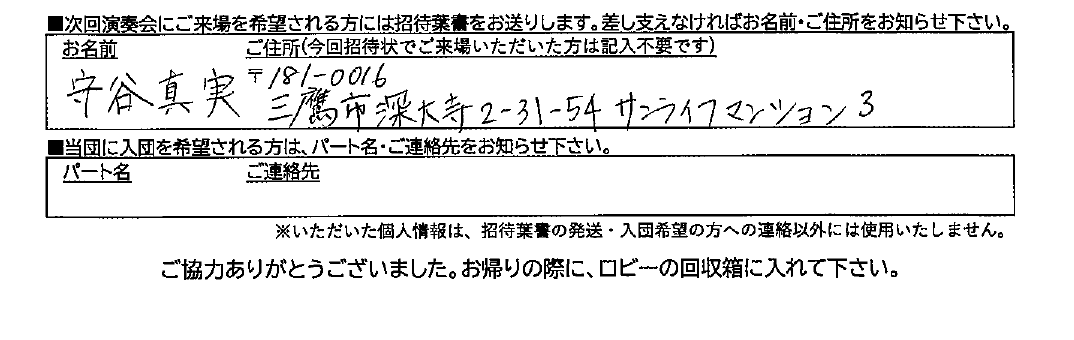 ■次回演奏会にご来場を希望される方には招待葉書をお送りします。差し支えなければお名前・ご住所をお知らせ下さい。
お名前 ご住所(今回招待状でご来場いただいた方は記入不要です)
守谷真実 〒181-0016
三鷹市深大寺2-31-54 サンライフマンション3
■当団に入団を希望される方は、パート名・ご連絡先をお知らせ下さい。
パート名 ご連絡先
※いただいた個人情報は、招待葉書の発送・入団希望の方への連絡以外には使用いたしません。
ご協力ありがとうございました。お帰りの際に、ロビーの回収箱に入れて下さい。